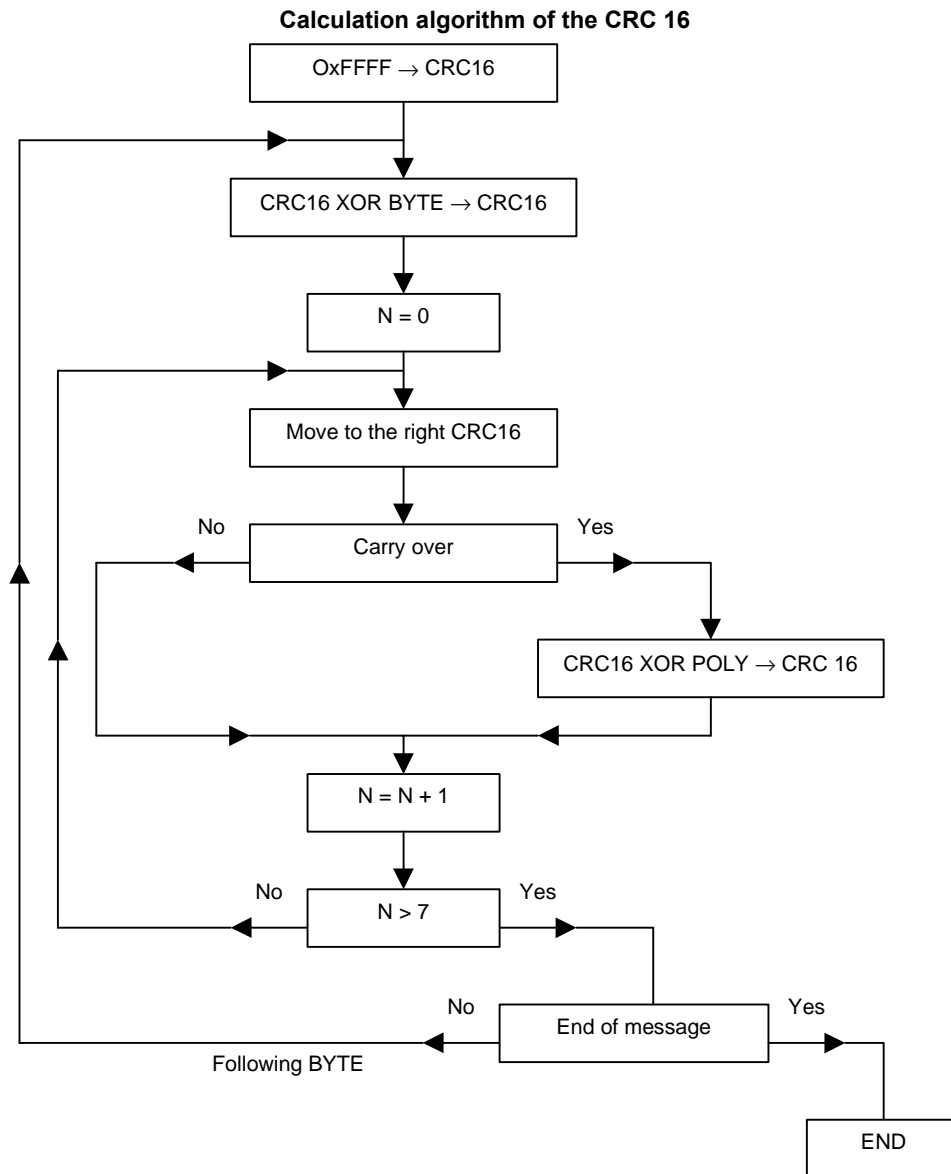 Calculation algorithm of the CRC 16
OxFFFF → CRC16
CRC16 XOR BYTE → CRC16
N = 0
Move to the right CRC16
No
Carry over
Yes
CRC16 XOR POLY → CRC 16
N = N + 1
No
N > 7
Yes
No
End of message
Yes
Following BYTE
END